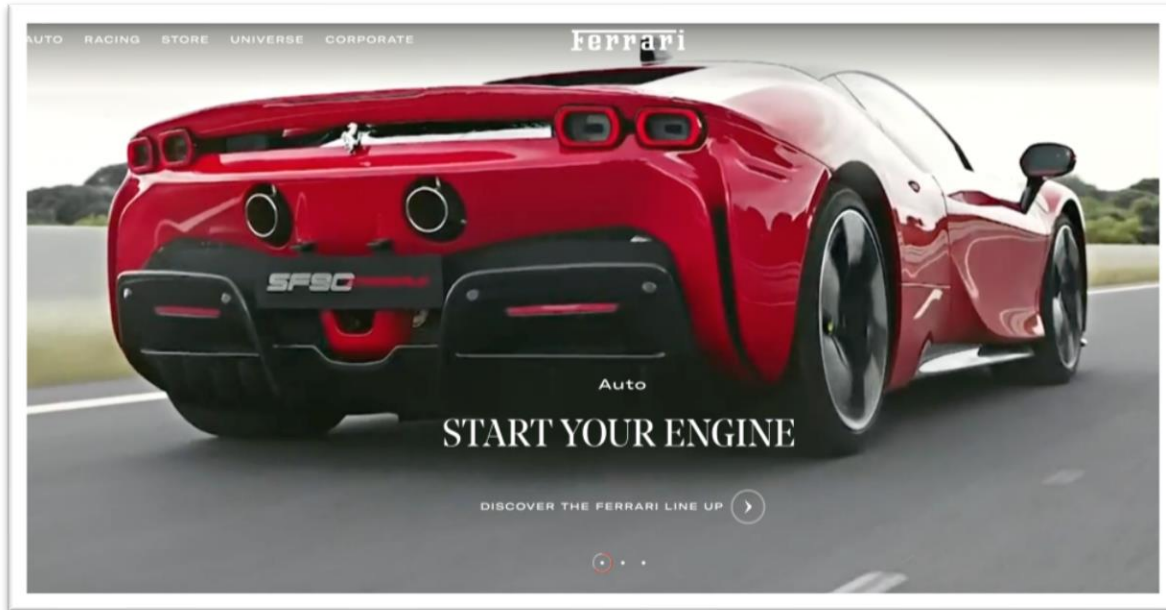 AUTO RACING STORE UNIVERSE CORPORATE
Ferrari
SF90
Auto
START YOUR ENGINE
DISCOVER THE FERRARI LINE UP